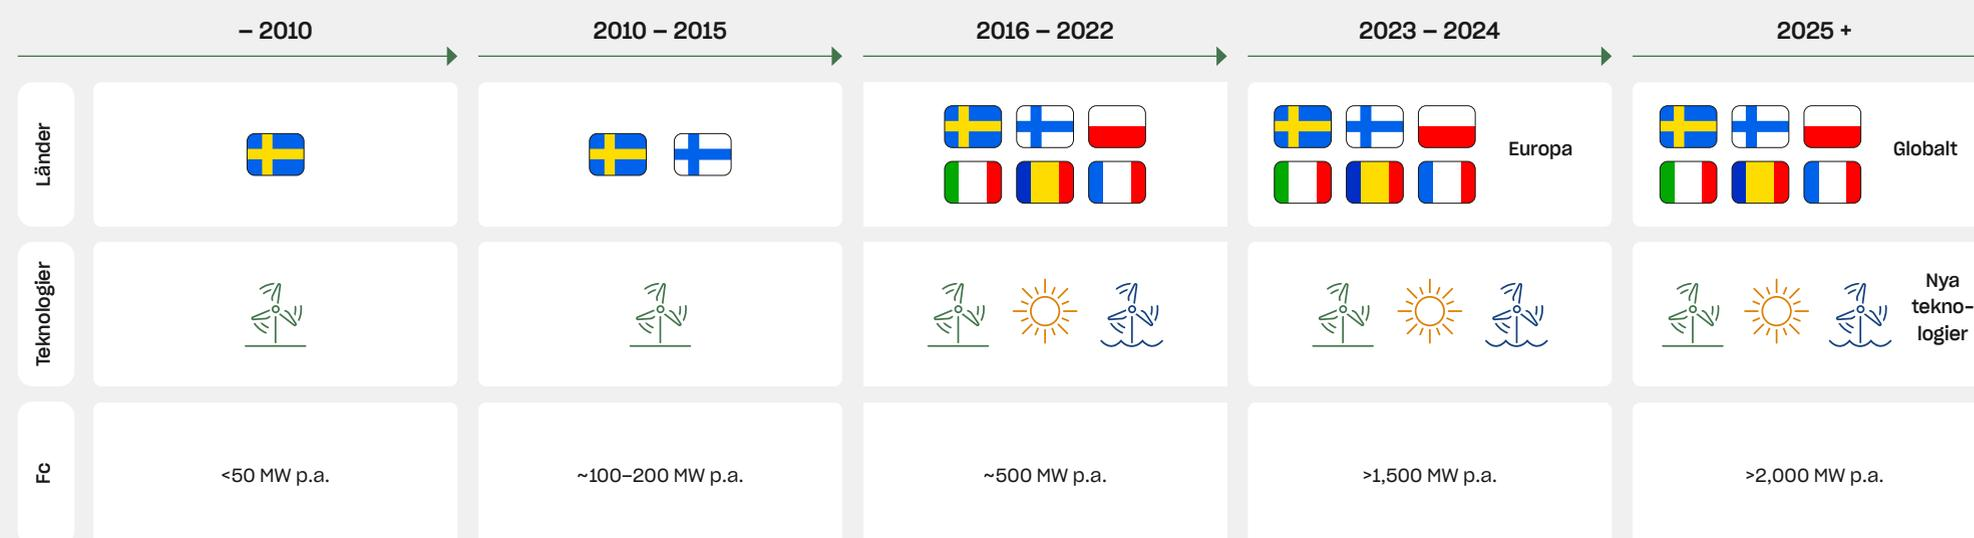 – 2010
2010 – 2015
2016 – 2022
2023 – 2024
2025 +
Länder
Europa
Globalt
Teknologier
Nya
tekno-
logier
Fc
<50 MW p.a.
~100–200 MW p.a.
~500 MW p.a.
>1,500 MW p.a.
>2,000 MW p.a.